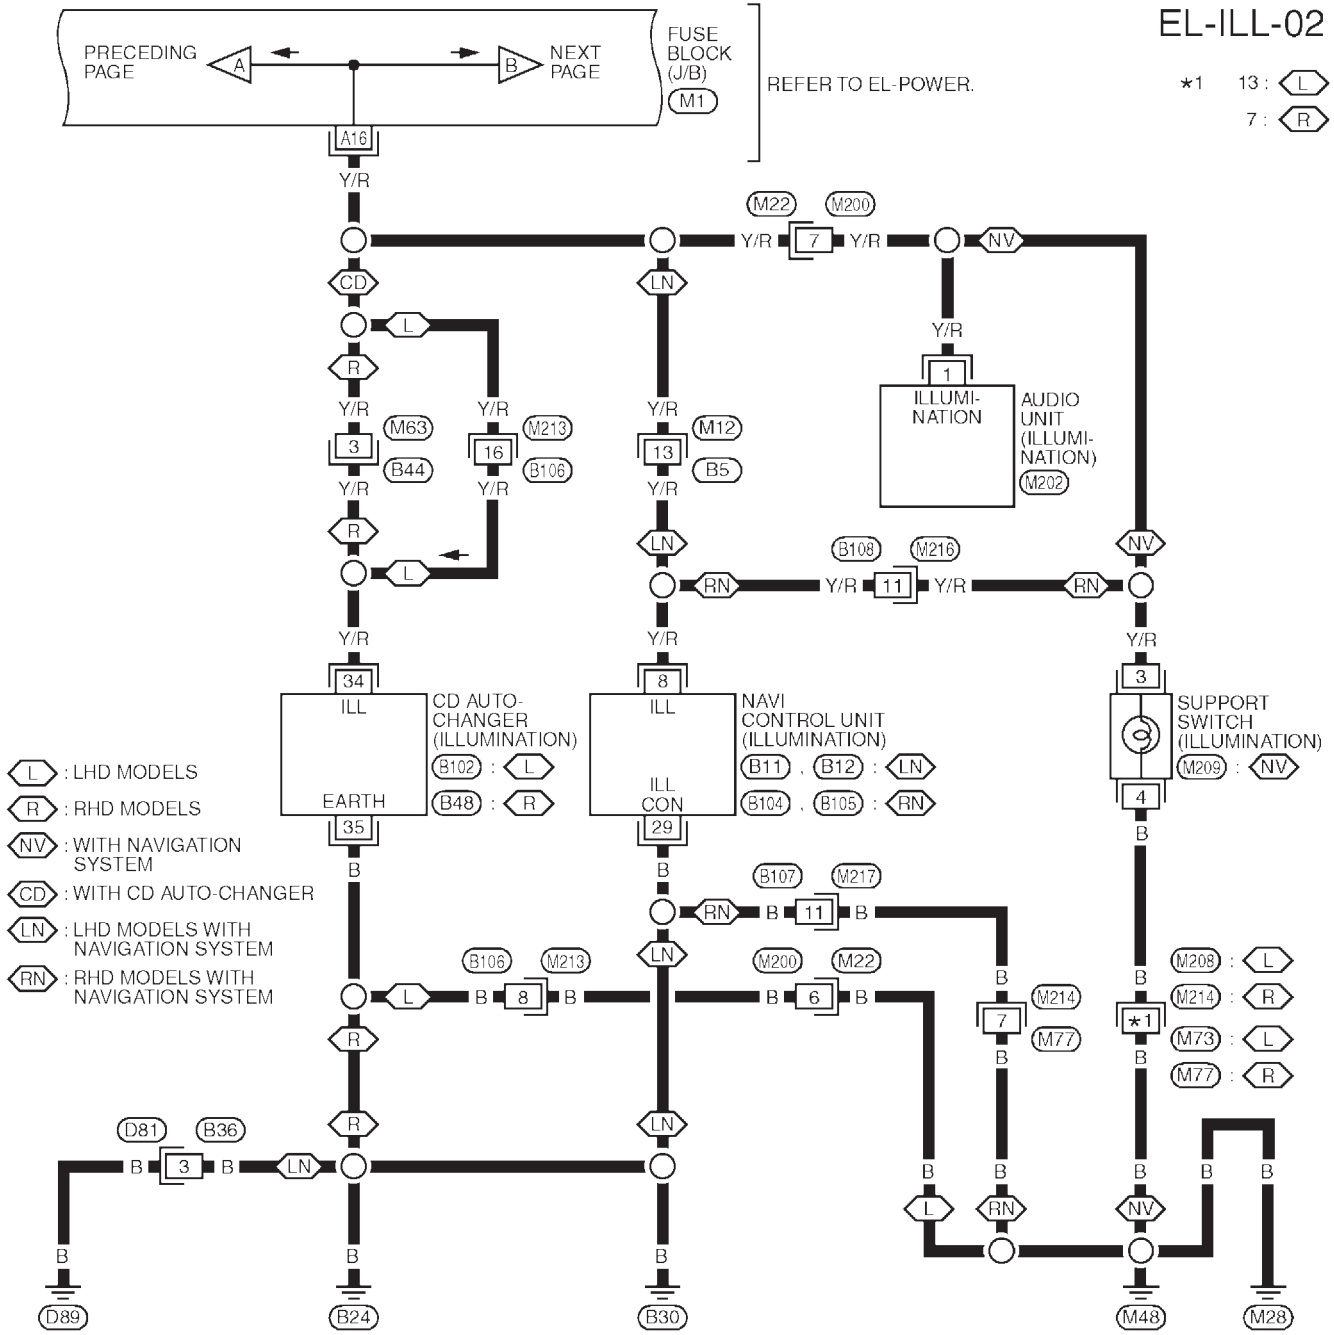 EL-ILL-02
PRECEDING
PAGE
A
B
NEXT
PAGE
FUSE
BLOCK
(J/B)
M1
REFER TO EL-POWER.
*1 13 : L
7 : R
A16
Y/R
M22 M200
Y/R 7 Y/R NV
CD LN
L
Y/R
R
1
ILLUMI-
NATION
AUDIO
UNIT
(ILLUMI-
NATION)
M202
Y/R Y/R Y/R
M63 M213 M12
3 16 13
B44 B106 B5
Y/R Y/R Y/R
R LN NV
B108 M216
L RN Y/R 11 Y/R RN
Y/R Y/R Y/R
34 8 3
ILL
CD AUTO-
CHANGER
(ILLUMINATION)
B102 : L
B48 : R
EARTH
35
ILL
NAVI
CONTROL UNIT
(ILLUMINATION)
B11 , B12 : LN
B104 , B105 : RN
ILL
CON
29
SUPPORT
SWITCH
(ILLUMINATION)
M209 : NV
4
L : LHD MODELS
R : RHD MODELS
NV : WITH NAVIGATION
SYSTEM
CD : WITH CD AUTO-CHANGER
LN : LHD MODELS WITH
NAVIGATION SYSTEM
RN : RHD MODELS WITH
NAVIGATION SYSTEM
B B B
B107 M217
RN B 11 B
LN
B106 M213 M200 M22
L B 8 B B 6 B
B B
M214
7
M77
*1
M208 : L
M214 : R
M73 : L
M77 : R
R
B B
R LN
D81 B36
B 3 B LN
B B B B B
L RN NV
B B B
D89 B24 B30 M48 M28